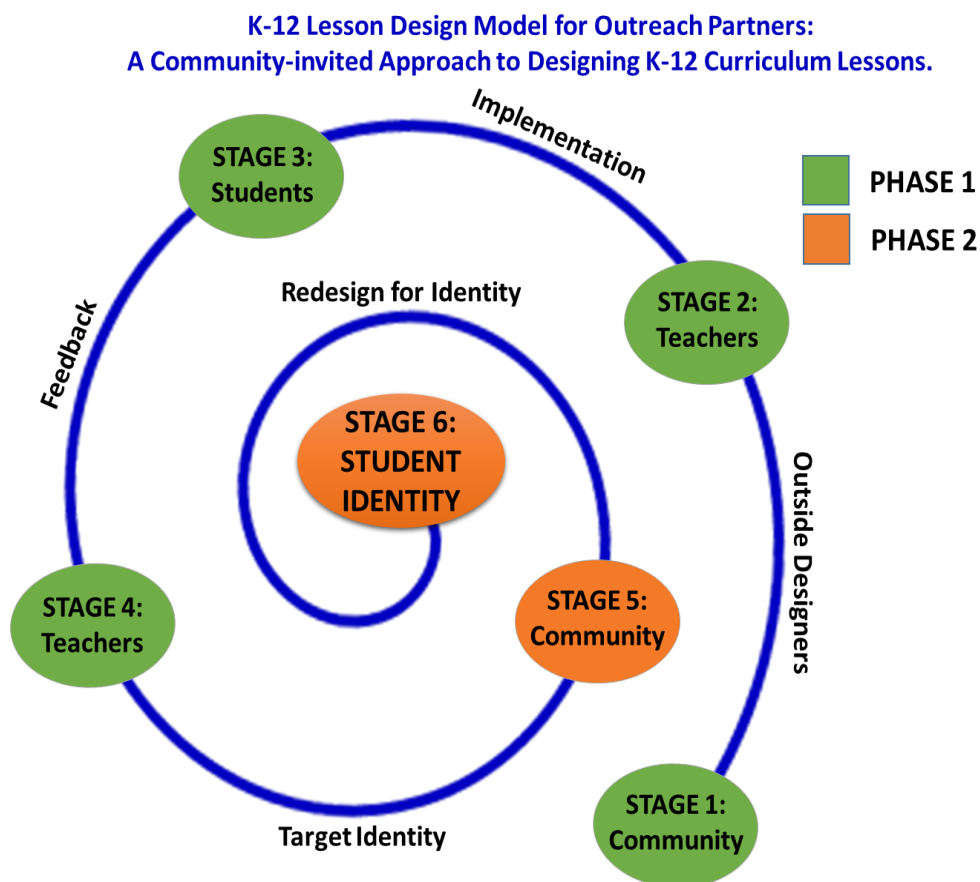 K-12 Lesson Design Model for Outreach Partners:
A Community-invited Approach to Designing K-12 Curriculum Lessons.
Implementation
STAGE 3:
Students
PHASE 1
PHASE 2
Redesign for Identity
STAGE 2:
Teachers
Feedback
STAGE 6:
STUDENT
IDENTITY
Outside Designers
STAGE 4:
Teachers
STAGE 5:
Community
Target Identity
STAGE 1:
Community